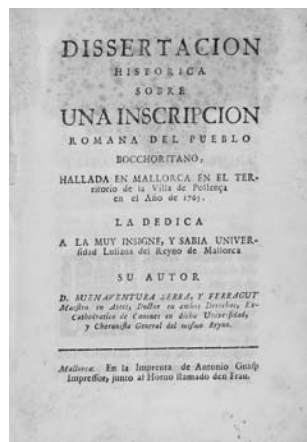 DISSERTACION
HISTORICA
SOBRE
UNA INSCRIPCION
ROMANA DEL PUEBLO
BOCCHORITANO,
HALLADA EN MALLORCA EN EL TER-
ritorio de la Villa de Pollença
en el Año de 1765.
LA DEDICA
A LA MUY INSIGNE, Y SABIA UNIVER-
sidad Luliana del Reyno de Mallorca
SU AUTOR
D. BUENAVENTURA SERRA, Y FERRAGUT
Maestro en Artes, Doctor en ambos Derechos, Ex-
Cathedratico de Canones en dicha Universidad,
y Choronista General del mismo Reyno.
Mallorca: En la Imprenta de Antonio Guasp
Impressor, junto al Horno llamado den Frau.